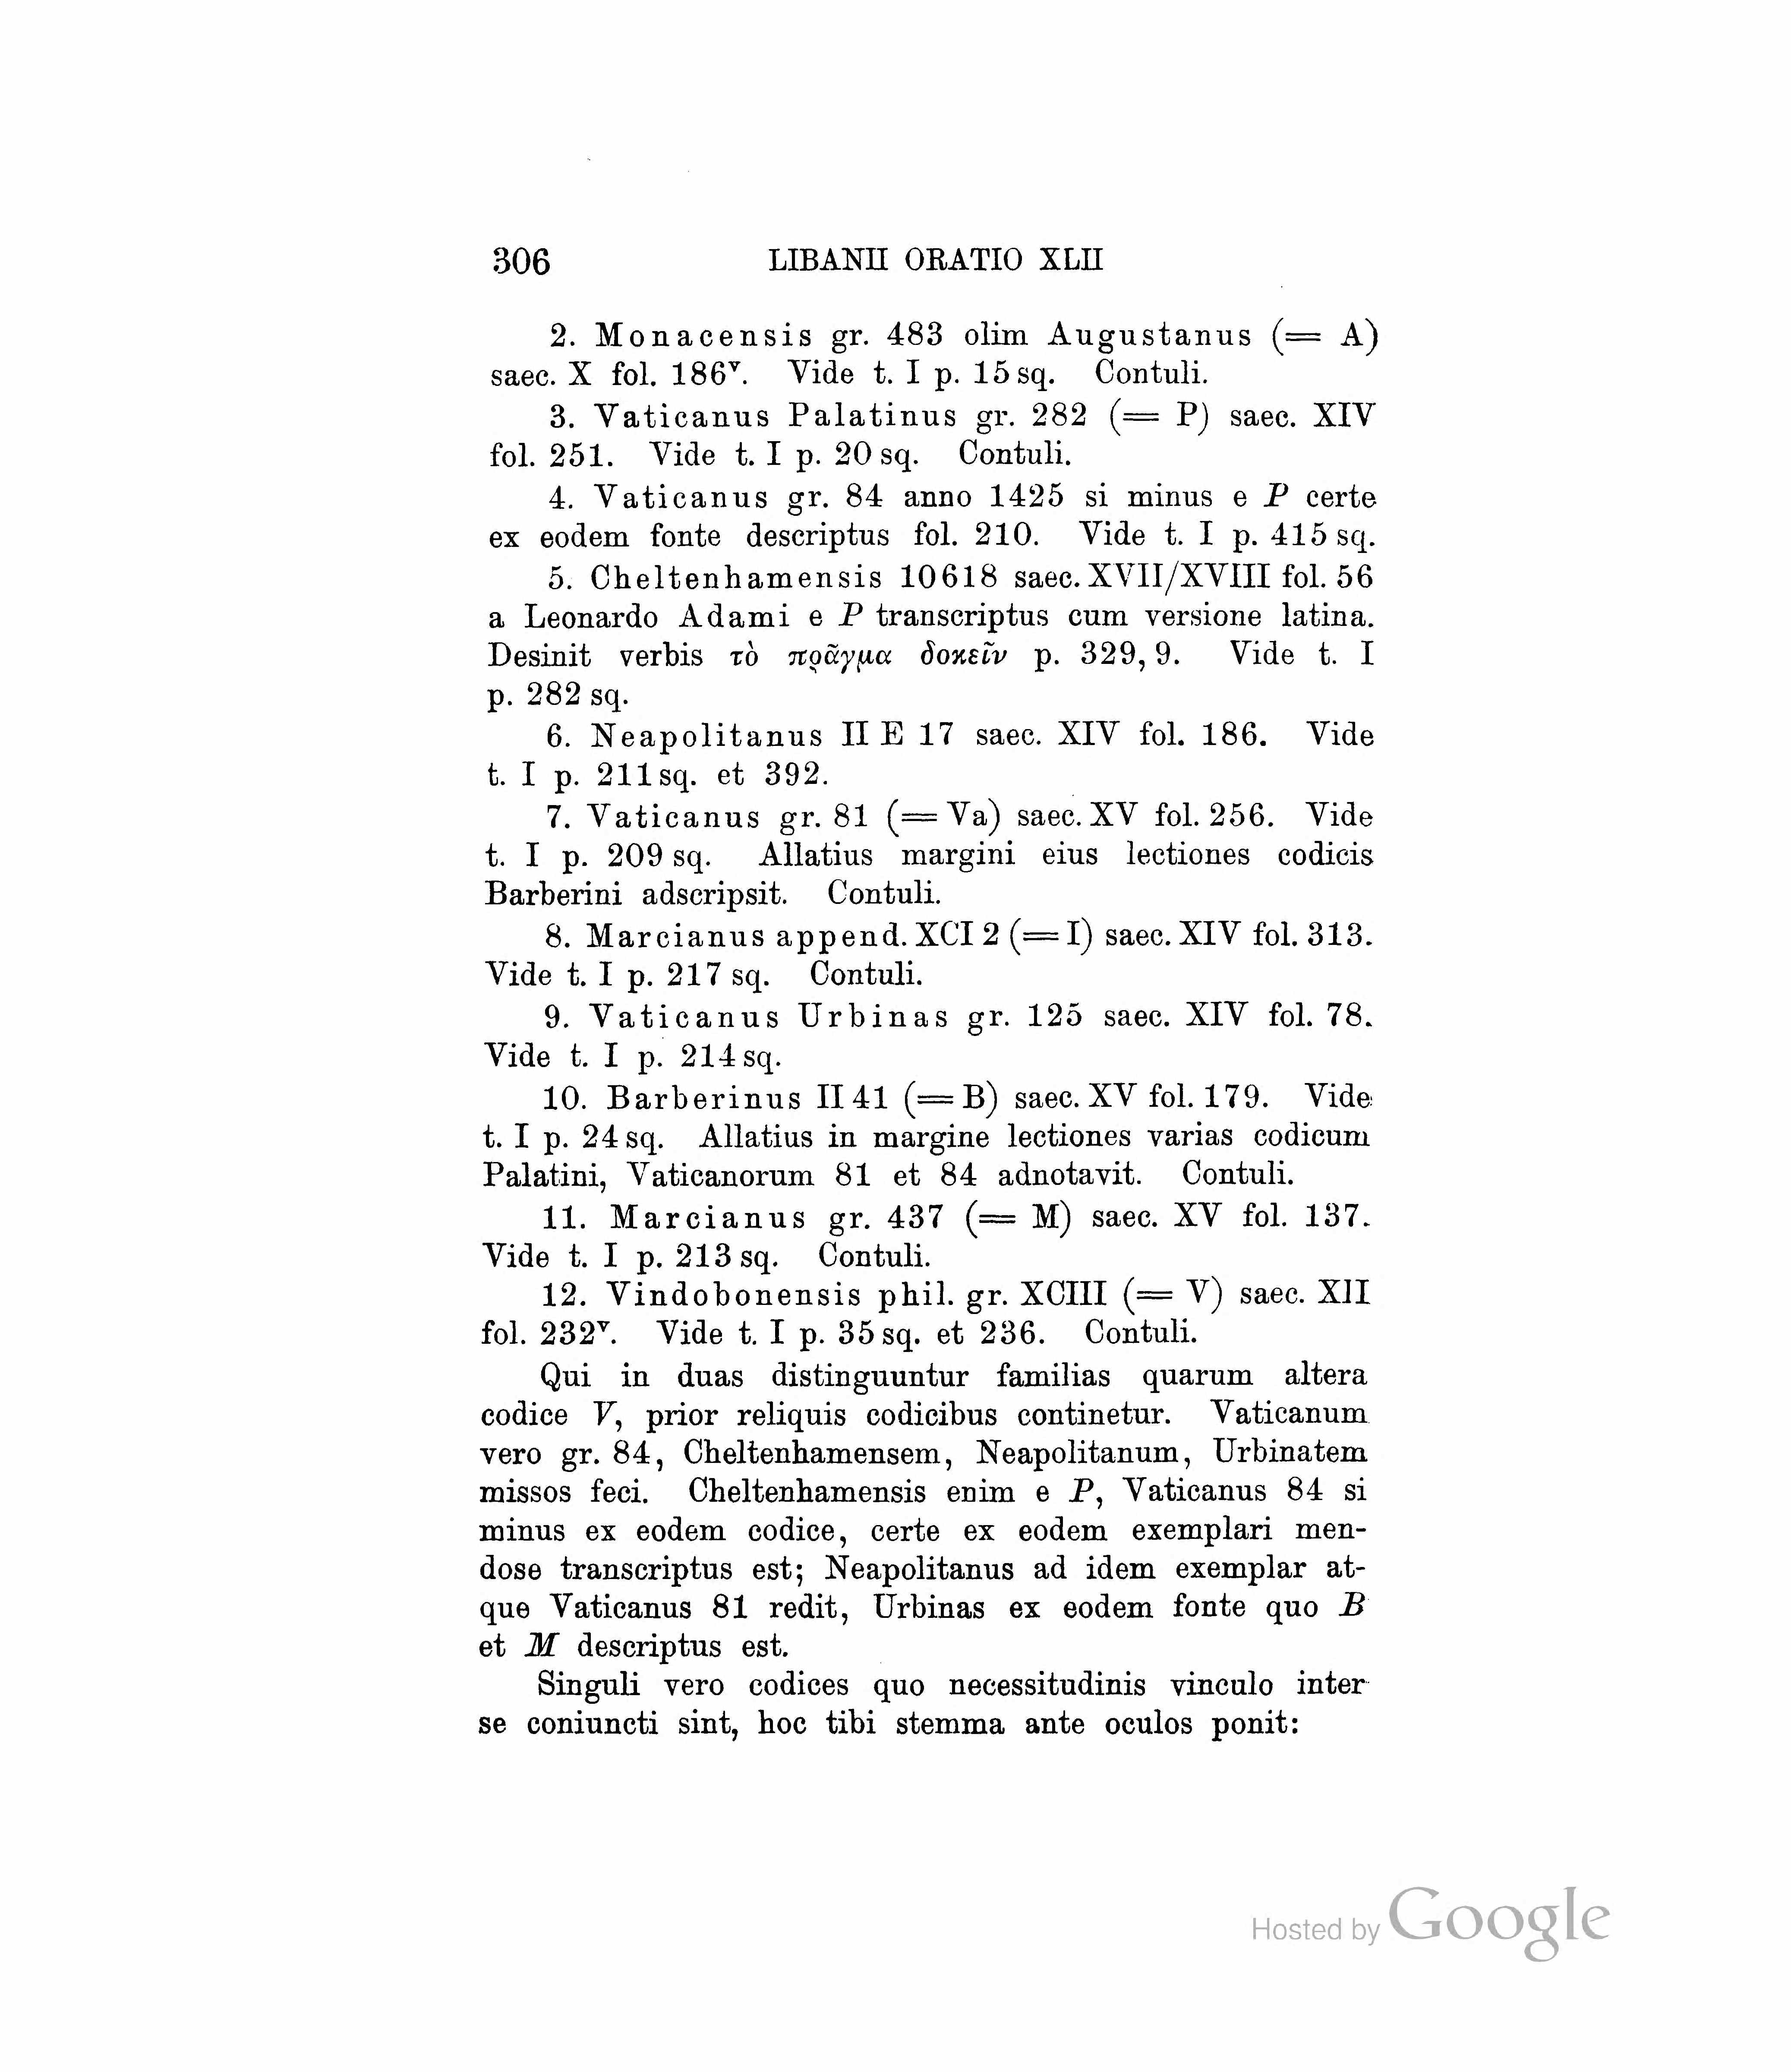 306 LIBANII ORATIO XLII
2. Monacensis gr. 483 olim Augustanus (= A)
saec. X fol. 186ᵛ. Vide t. I p. 15 sq. Contuli.
3. Vaticanus Palatinus gr. 282 (= P) saec. XIV
fol. 251. Vide t. I p. 20 sq. Contuli.
4. Vaticanus gr. 84 anno 1425 si minus e P certe
ex eodem fonte descriptus fol. 210. Vide t. I p. 415 sq.
5. Cheltenhamensis 10618 saec. XVII/XVIII fol. 56
a Leonardo Adami e P transcriptus cum versione latina.
Desinit verbis τὸ πρᾶγμα δοκεῖν p. 329, 9. Vide t. I
p. 282 sq.
6. Neapolitanus II E 17 saec. XIV fol. 186. Vide
t. I p. 211 sq. et 392.
7. Vaticanus gr. 81 (= Va) saec. XV fol. 256. Vide
t. I p. 209 sq. Allatius margini eius lectiones codicis
Barberini adscripsit. Contuli.
8. Marcianus append. XCI 2 (= I) saec. XIV fol. 313.
Vide t. I p. 217 sq. Contuli.
9. Vaticanus Urbinas gr. 125 saec. XIV fol. 78.
Vide t. I p. 214 sq.
10. Barberinus II 41 (= B) saec. XV fol. 179. Vide
t. I p. 24 sq. Allatius in margine lectiones varias codicum
Palatini, Vaticanorum 81 et 84 adnotavit. Contuli.
11. Marcianus gr. 437 (= M) saec. XV fol. 137.
Vide t. I p. 213 sq. Contuli.
12. Vindobonensis phil. gr. XCIII (= V) saec. XII
fol. 232ᵛ. Vide t. I p. 35 sq. et 236. Contuli.
Qui in duas distinguuntur familias quarum altera
codice V, prior reliquis codicibus continetur. Vaticanum
vero gr. 84, Cheltenhamensem, Neapolitanum, Urbinatem
missos feci. Cheltenhamensis enim e P, Vaticanus 84 si
minus ex eodem codice, certe ex eodem exemplari men-
dose transcriptus est; Neapolitanus ad idem exemplar at-
que Vaticanus 81 redit, Urbinas ex eodem fonte quo B
et M descriptus est.
Singuli vero codices quo necessitudinis vinculo inter
se coniuncti sint, hoc tibi stemma ante oculos ponit:
Hosted by Google